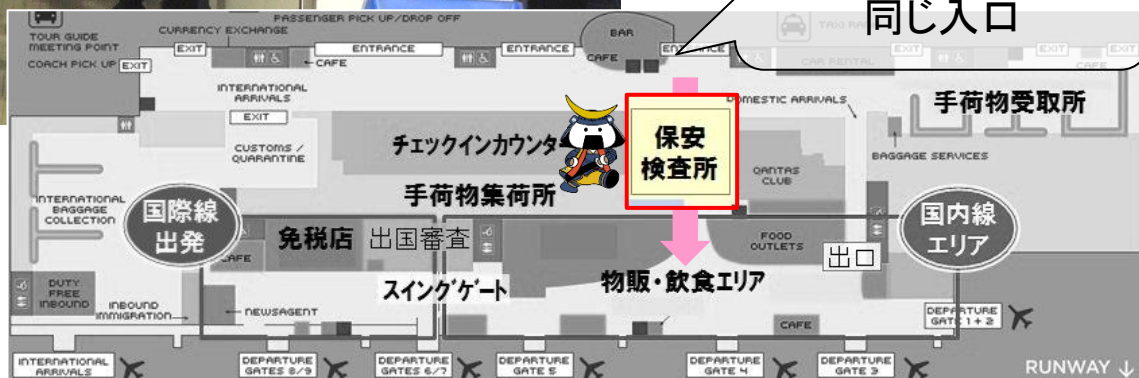 同じ入口
PASSENGER PICK UP/DROP OFF
TOUR GUIDE
MEETING POINT
CURRENCY EXCHANGE
BAR
TAXI
COACH PICK UP
EXIT
EXIT
ENTRANCE
ENTRANCE
CAFE
CAFE
CAR RENTAL
EXIT
EXIT
CAFE
INTERNATIONAL
ARRIVALS
DOMESTIC ARRIVALS
手荷物受取所
EXIT
チェックインカウンタ
保安
検査所
CUSTOMS /
QUARANTINE
BAGGAGE SERVICES
QANTAS
CLUB
手荷物集荷所
INTERNATIONAL
BAGGAGE
COLLECTION
国際線
出発
国内線
エリア
免税店
出国審査
FOOD
OUTLETS
出口
CAFE
スイングゲート
物販・飲食エリア
DUTY
FREE
INBOUND
INBOUND
IMMIGRATION
NEWSAGENT
CAFE
DEPARTURE
GATE 1+2
INTERNATIONAL
ARRIVALS
DEPARTURE
GATES 8/9
DEPARTURE
GATES 6/7
DEPARTURE
GATE 5
DEPARTURE
GATE 4
DEPARTURE
GATE 3
RUNWAY ↓